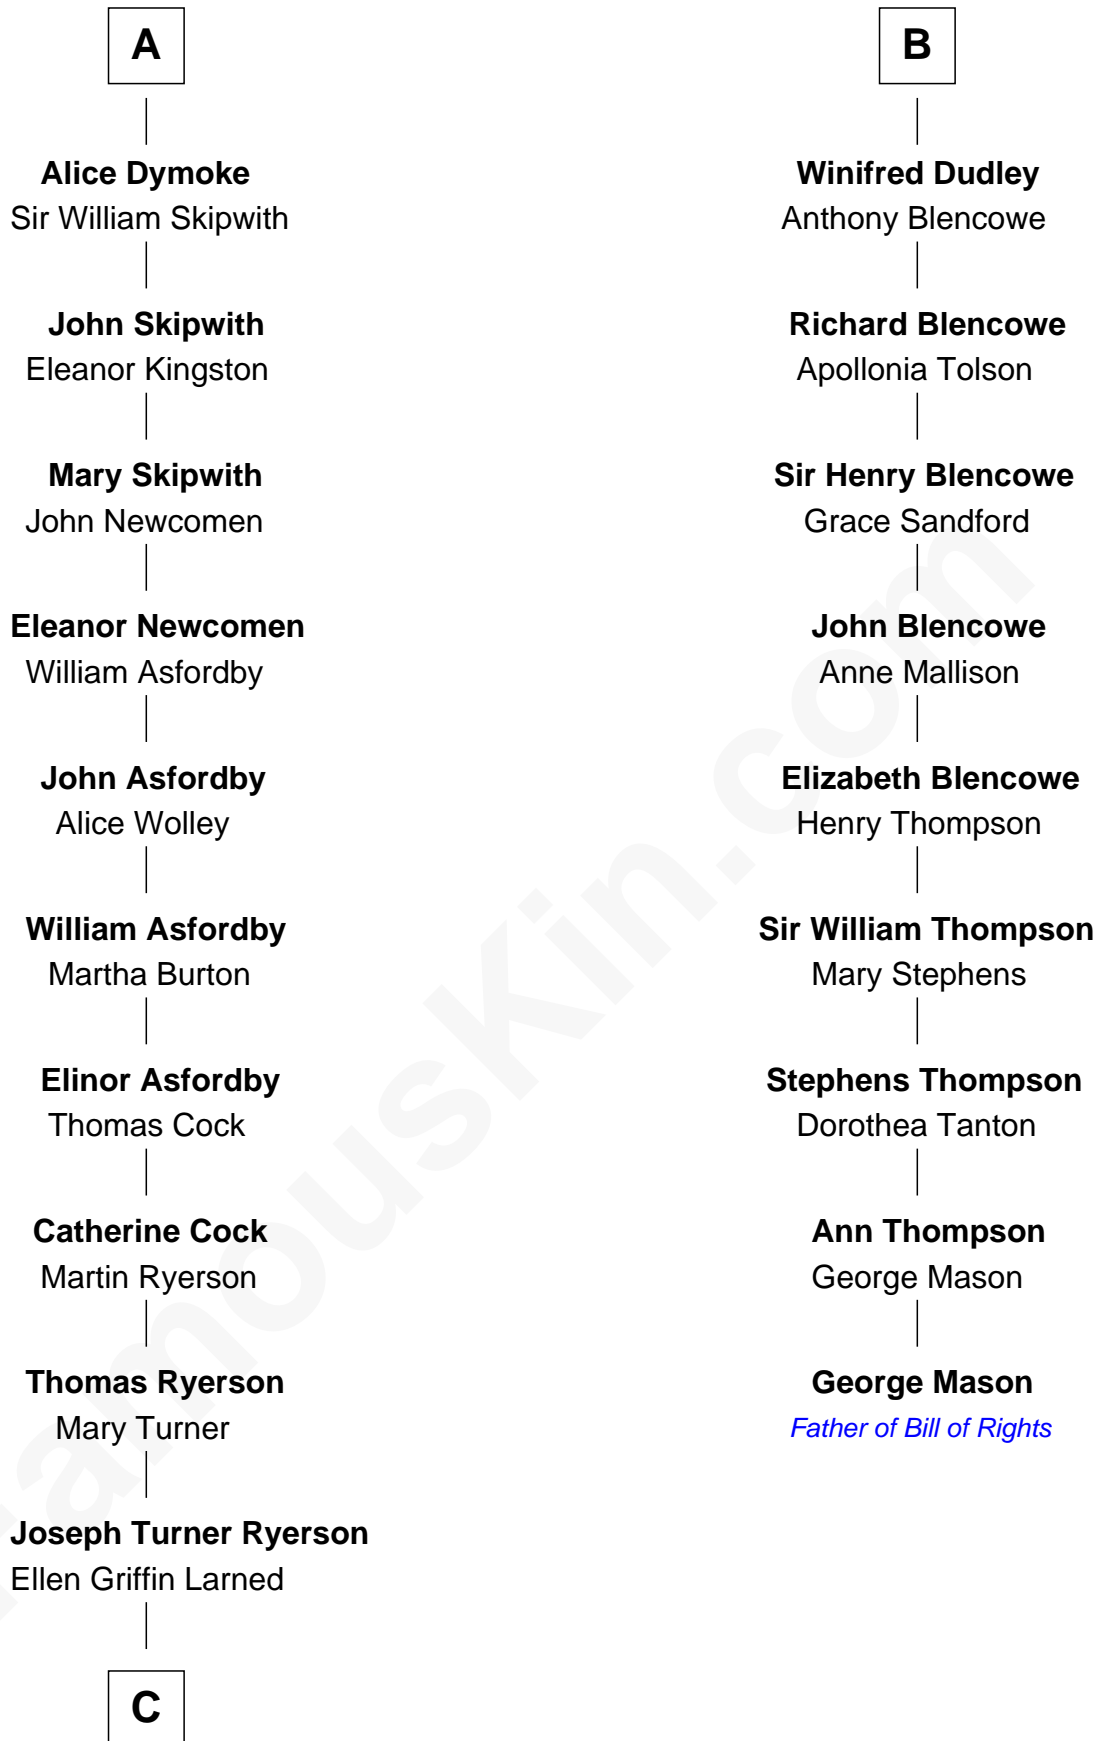 A
Alice Dymoke
Sir William Skipwith
John Skipwith
Eleanor Kingston
Mary Skipwith
John Newcomen
Eleanor Newcomen
William Asfordby
John Asfordby
Alice Wolley
William Asfordby
Martha Burton
Elinor Asfordby
Thomas Cock
Catherine Cock
Martin Ryerson
Thomas Ryerson
Mary Turner
Joseph Turner Ryerson
Ellen Griffin Larned
C
B
Winifred Dudley
Anthony Blencowe
Richard Blencowe
Apollonia Tolson
Sir Henry Blencowe
Grace Sandford
John Blencowe
Anne Mallison
Elizabeth Blencowe
Henry Thompson
Sir William Thompson
Mary Stephens
Stephens Thompson
Dorothea Tanton
Ann Thompson
George Mason
George Mason
Father of Bill of Rights
FamousKin.com